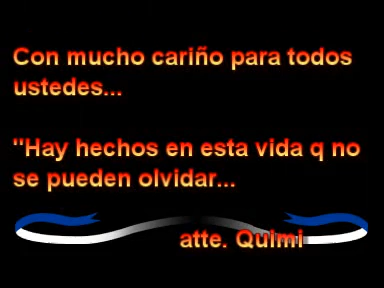 Con mucho cariño para todos
ustedes...
"Hay hechos en esta vida q no
se pueden olvidar...
atte. Quimi